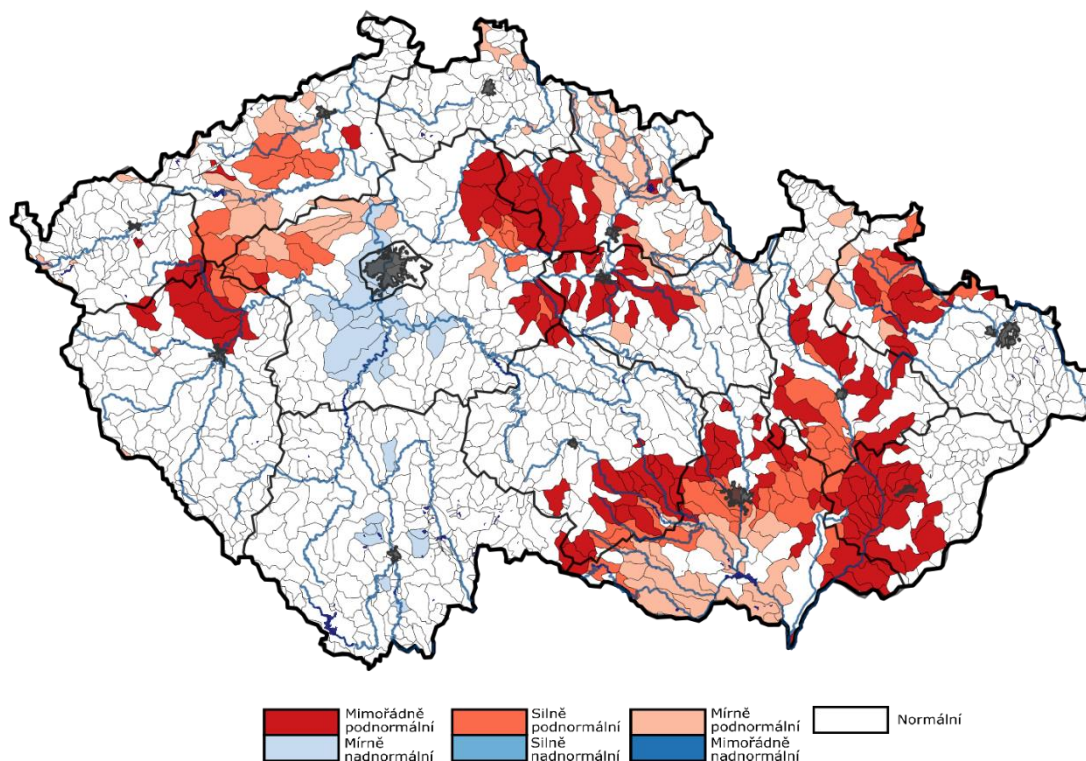 Mimořádně
podnormální
Silně
podnormální
Mírně
podnormální
Normální
Mírně
nadnormální
Silně
nadnormální
Mimořádně
nadnormální